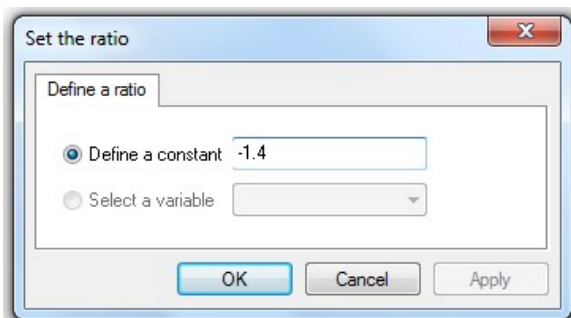 Set the ratio
Define a ratio
Define a constant -1.4
Select a variable
OK Cancel Apply